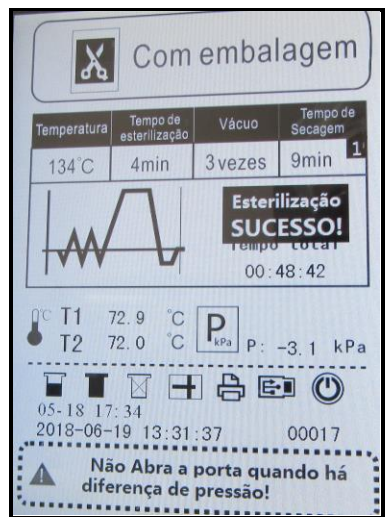 Com embalagem
Temperatura
Tempo de
esterilização
Vácuo
Tempo de
Secagem
134°C
4min
3vezes
9min
1
Esterilização
SUCESSO!
Tempo total
00:48:42
°C T1 72.9 °C
T2 72.0 °C
P
kPa
P: -3.1 kPa
05-18 17:34
2018-06-19 13:31:37 00017
Não Abra a porta quando há
diferença de pressão!